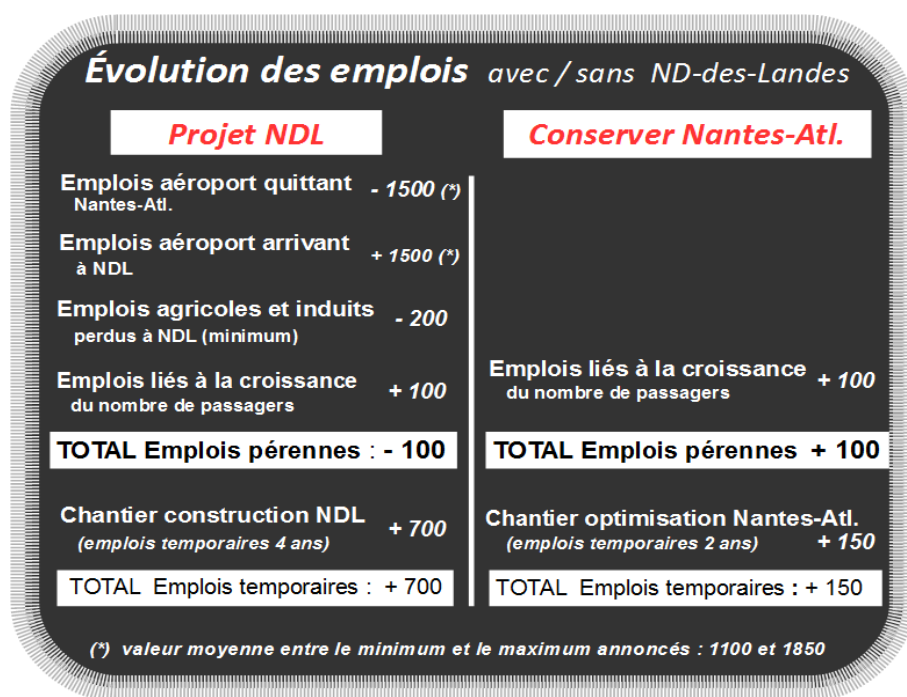 Évolution des emplois avec / sans ND-des-Landes
Projet NDL
Emplois aéroport quittant - 1500 (*)
Nantes-Atl.
Emplois aéroport arrivant + 1500 (*)
à NDL
Emplois agricoles et induits - 200
perdus à NDL (minimum)
Emplois liés à la croissance + 100
du nombre de passagers
TOTAL Emplois pérennes : - 100
Chantier construction NDL + 700
(emplois temporaires 4 ans)
TOTAL Emplois temporaires : + 700
Conserver Nantes-Atl.
Emplois liés à la croissance + 100
du nombre de passagers
TOTAL Emplois pérennes + 100
Chantier optimisation Nantes-Atl.
(emplois temporaires 2 ans) + 150
TOTAL Emplois temporaires : + 150
(*) valeur moyenne entre le minimum et le maximum annoncés : 1100 et 1850